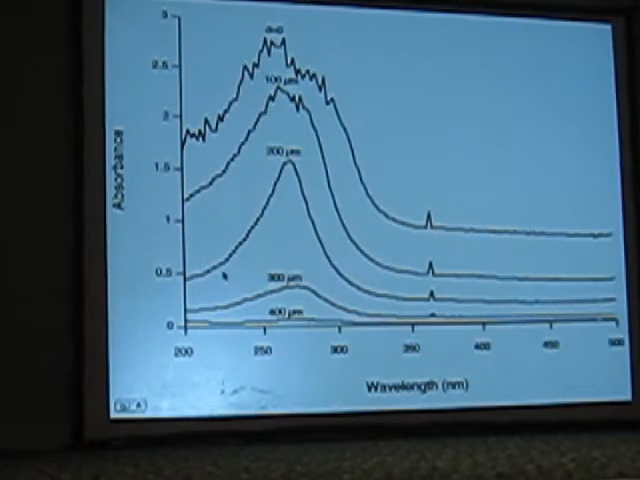 3
2.5
100 µm
2
200 µm
1.5
Absorbance
1
0.5
300 µm
400 µm
0
200 250 300 350 400 450 500
Wavelength (nm)